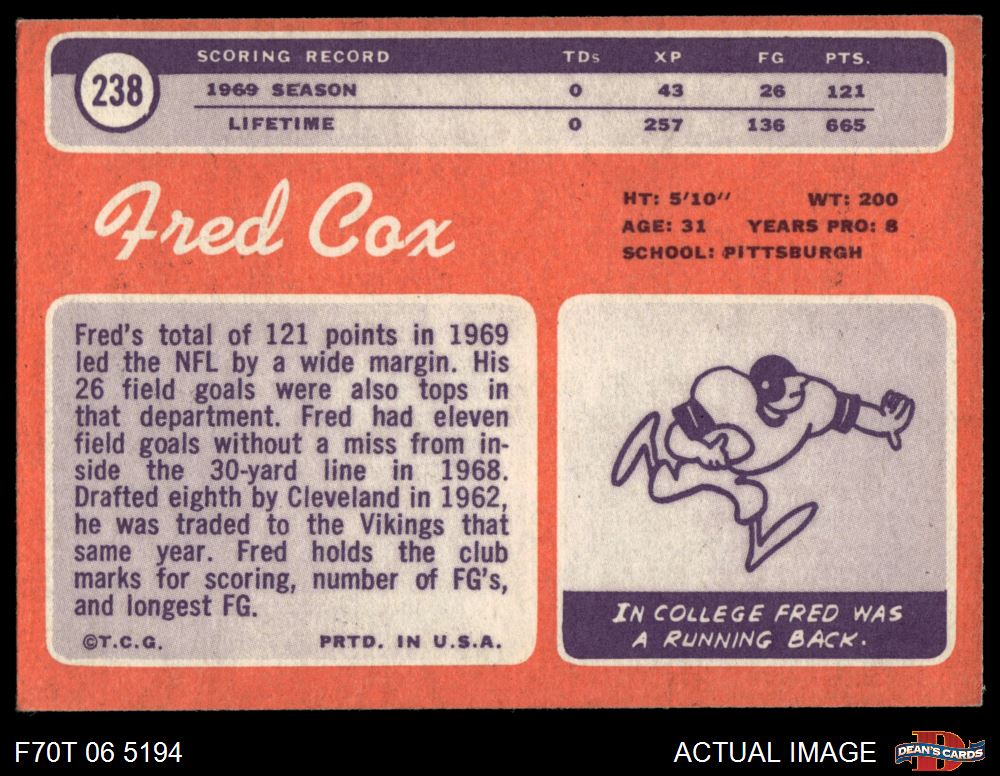 238
SCORING RECORD TDs XP FG PTS.
1969 SEASON 0 43 26 121
LIFETIME 0 257 136 665
Fred Cox
HT: 5'10" WT: 200
AGE: 31 YEARS PRO: 8
SCHOOL: PITTSBURGH
Fred's total of 121 points in 1969
led the NFL by a wide margin. His
26 field goals were also tops in
that department. Fred had eleven
field goals without a miss from in-
side the 30-yard line in 1968.
Drafted eighth by Cleveland in 1962,
he was traded to the Vikings that
same year. Fred holds the club
marks for scoring, number of FG's,
and longest FG.
©T.C.G. PRTD. IN U.S.A.
IN COLLEGE FRED WAS
A RUNNING BACK.
F70T 06 5194 ACTUAL IMAGE
D
DEAN'S CARDS